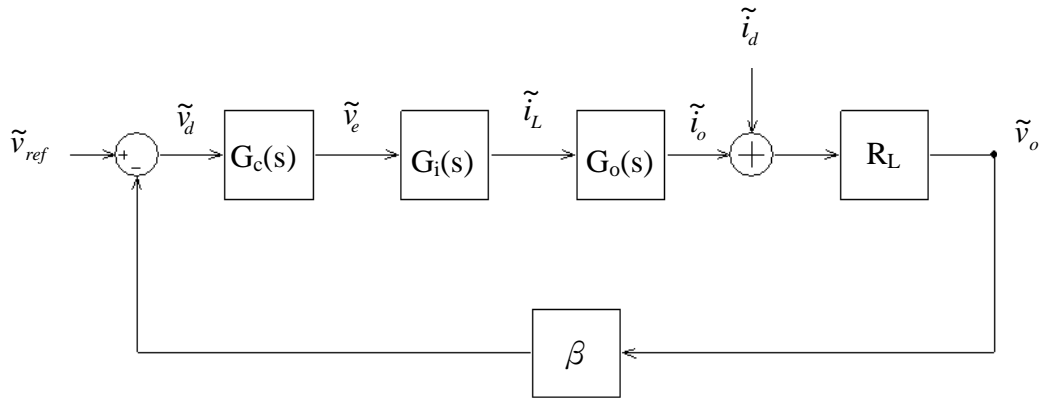 ĩ_d
ṽ_ref
+
−
ṽ_d
G_c(s)
ṽ_e
G_i(s)
ĩ_L
G_o(s)
ĩ_o
+
R_L
ṽ_o
β